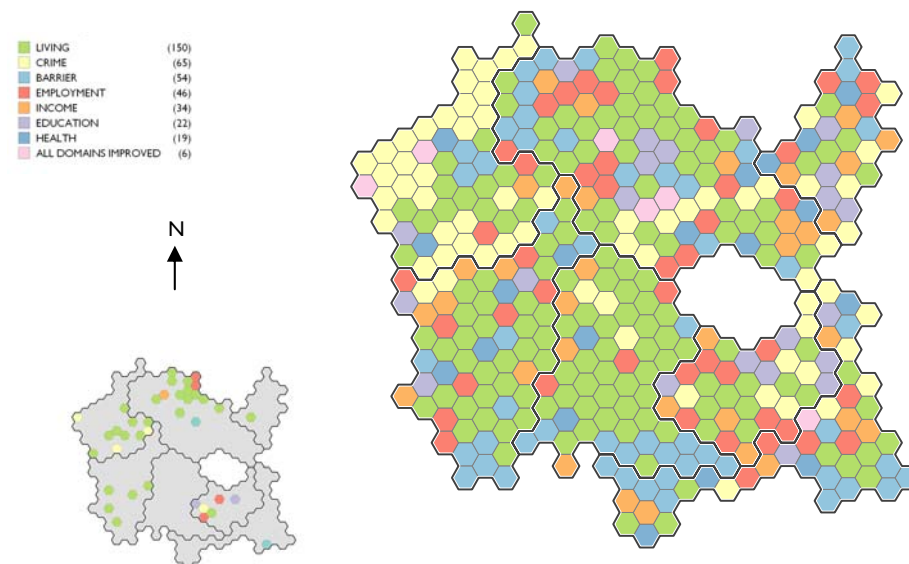 LIVING (150)
CRIME (65)
BARRIER (54)
EMPLOYMENT (46)
INCOME (34)
EDUCATION (22)
HEALTH (19)
ALL DOMAINS IMPROVED (6)
N